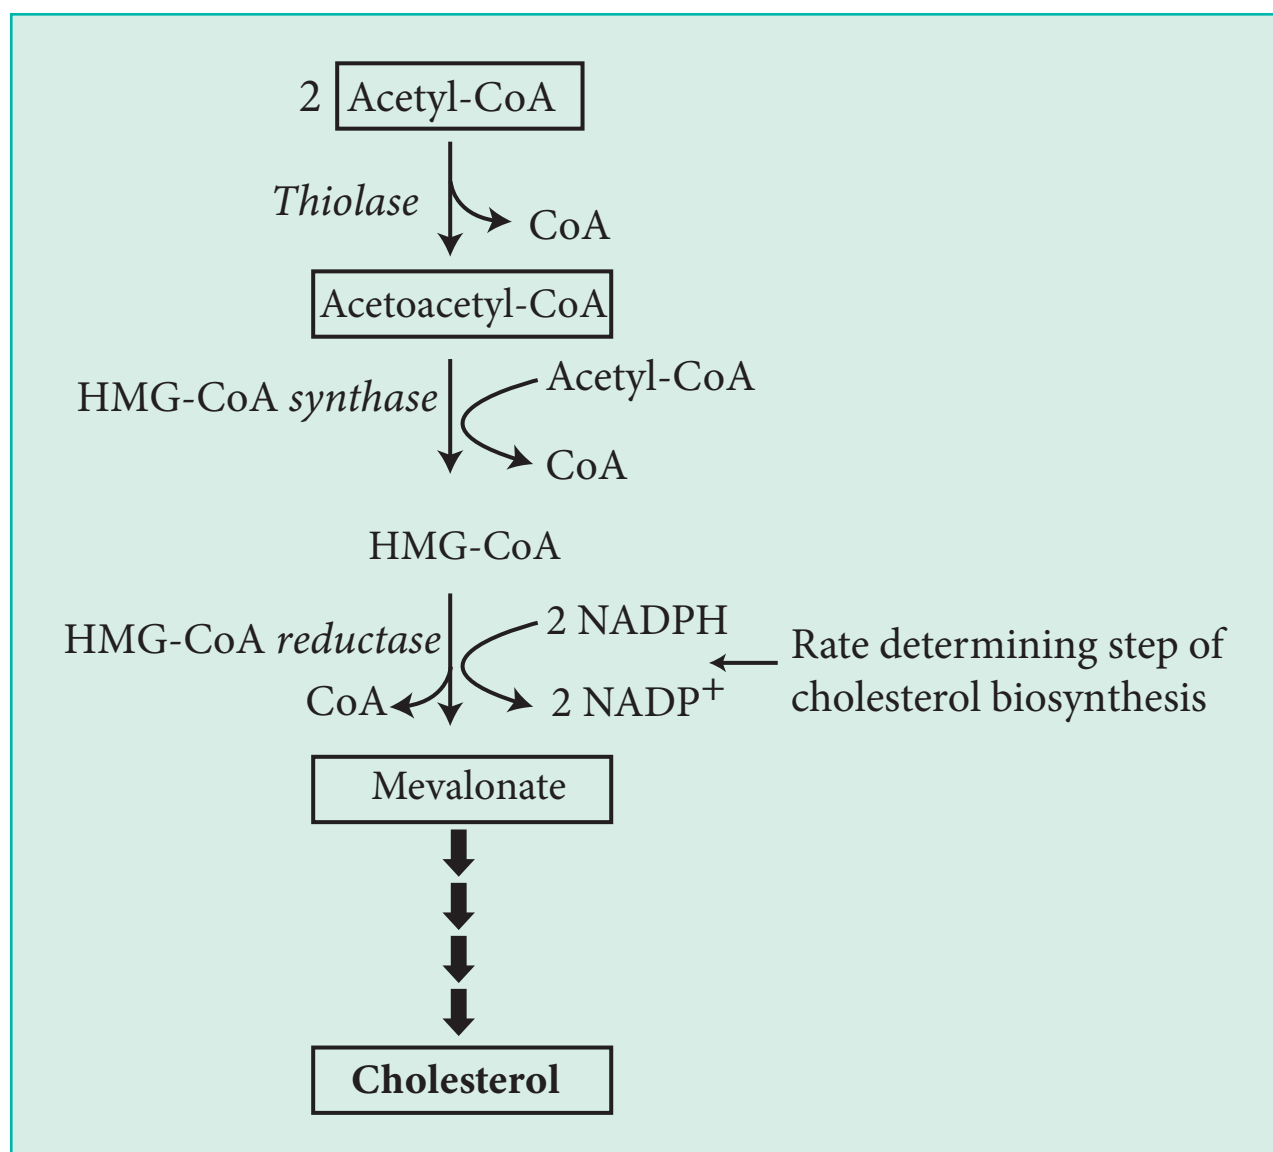 2 Acetyl-CoA
Thiolase
CoA
Acetoacetyl-CoA
HMG-CoA synthase
Acetyl-CoA
CoA
HMG-CoA
HMG-CoA reductase
2 NADPH
CoA
2 NADP+
Rate determining step of
cholesterol biosynthesis
Mevalonate
Cholesterol